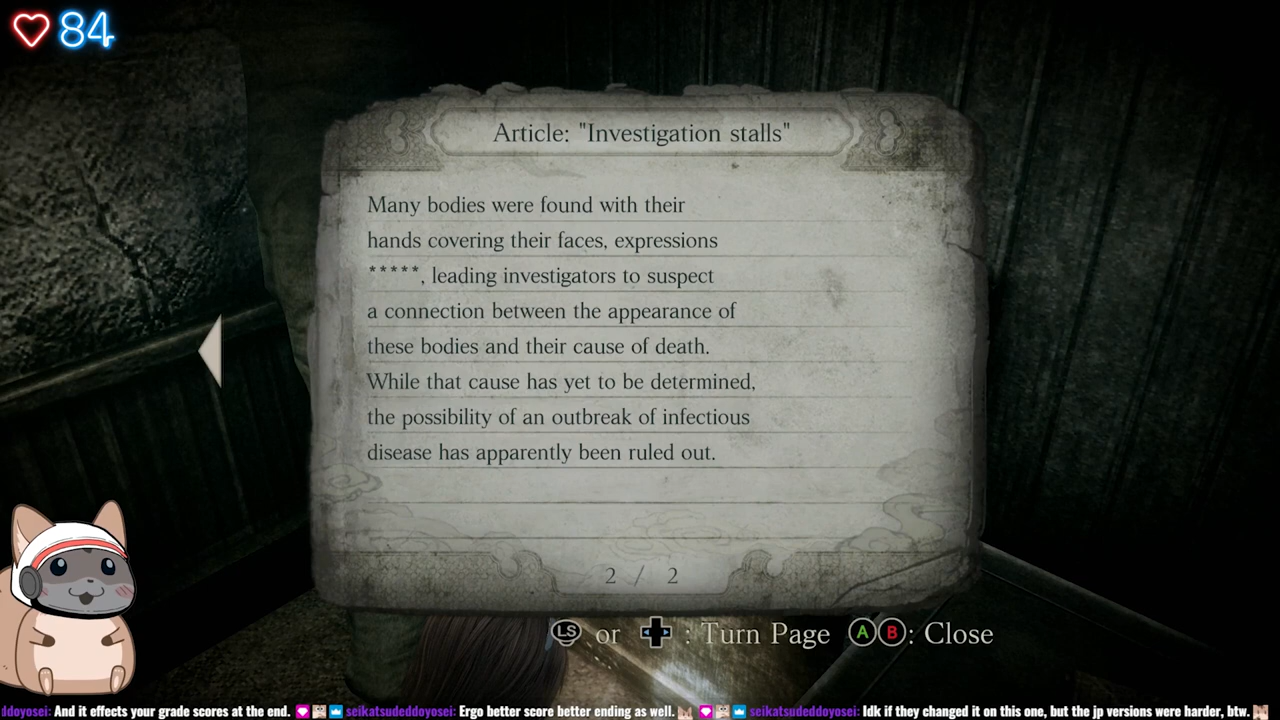 84
Article: "Investigation stalls"
Many bodies were found with their
hands covering their faces, expressions
*****, leading investigators to suspect
a connection between the appearance of
these bodies and their cause of death.
While that cause has yet to be determined,
the possibility of an outbreak of infectious
disease has apparently been ruled out.
2 / 2
LS or : Turn Page A B: Close
ddoyosei: And it effects your grade scores at the end. seikatsudeddoyosei: Ergo better score better ending as well. seikatsudeddoyosei: Idk if they changed it on this one, but the jp versions were harder, btw.